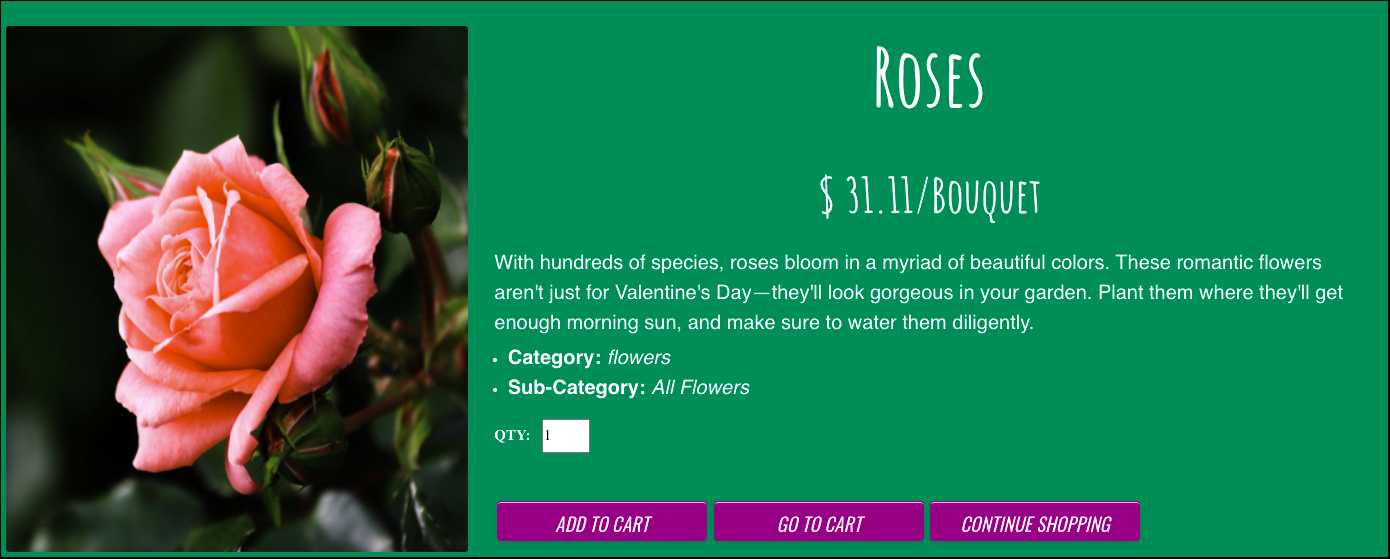 Roses
$ 31.11/Bouquet
With hundreds of species, roses bloom in a myriad of beautiful colors. These romantic flowers
aren't just for Valentine's Day—they'll look gorgeous in your garden. Plant them where they'll get
enough morning sun, and make sure to water them diligently.
• Category: flowers
• Sub-Category: All Flowers
QTY: 1
ADD TO CART GO TO CART CONTINUE SHOPPING